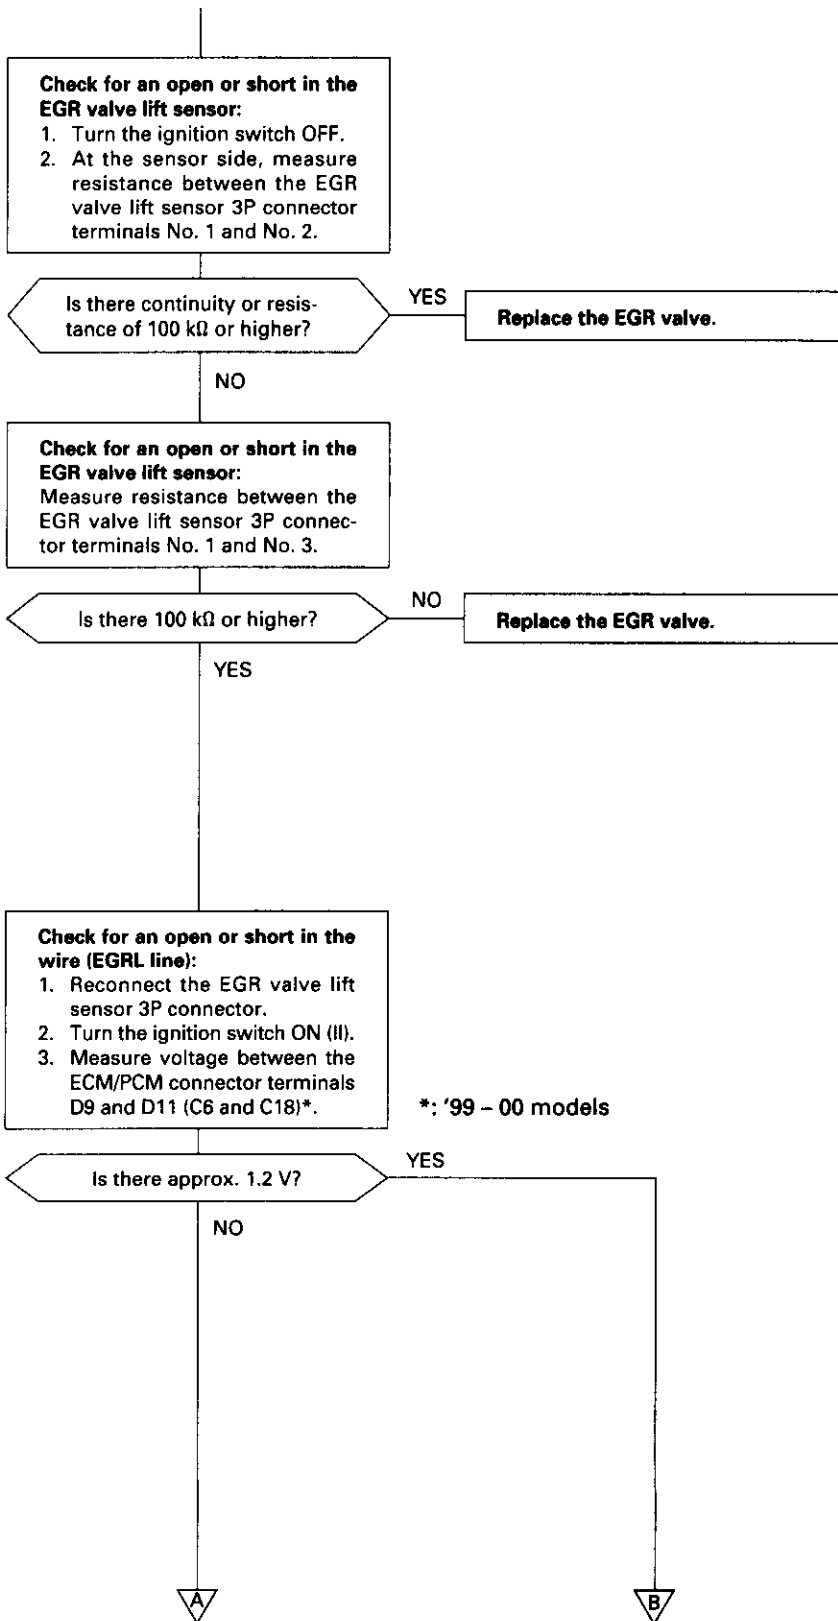 Check for an open or short in the
EGR valve lift sensor:
1. Turn the ignition switch OFF.
2. At the sensor side, measure
resistance between the EGR
valve lift sensor 3P connector
terminals No. 1 and No. 2.
Is there continuity or resis-
tance of 100 kΩ or higher?
YES
Replace the EGR valve.
NO
Check for an open or short in the
EGR valve lift sensor:
Measure resistance between the
EGR valve lift sensor 3P connec-
tor terminals No. 1 and No. 3.
Is there 100 kΩ or higher?
NO
Replace the EGR valve.
YES
Check for an open or short in the
wire (EGRL line):
1. Reconnect the EGR valve lift
sensor 3P connector.
2. Turn the ignition switch ON (II).
3. Measure voltage between the
ECM/PCM connector terminals
D9 and D11 (C6 and C18)*.
*: '99 – 00 models
Is there approx. 1.2 V?
YES
NO
A
B